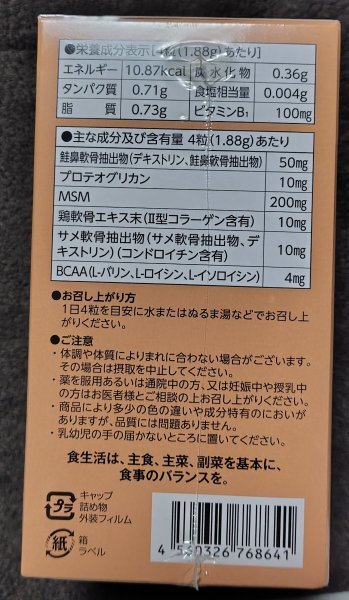 ●栄養成分表示[4粒(1.88g)あたり]
エネルギー 10.87kcal 炭水化物 0.36g
タンパク質 0.71g 食塩相当量 0.004g
脂質 0.73g ビタミンB₁ 100mg
●主な成分及び含有量 4粒(1.88g)あたり
鮭軟骨抽出物(デキストリン、鮭鼻軟骨抽出物) 50mg
プロテオグリカン 10mg
MSM 200mg
鶏軟骨エキス末(Ⅱ型コラーゲン含有) 10mg
サメ軟骨抽出物(サメ軟骨抽出物、デ
キストリン)(コンドロイチン含有) 10mg
BCAA(L-バリン、L-ロイシン、L-イソロイシン) 4mg
●お召し上がり方
1日4粒を目安に水またはぬるま湯などでお召し上
がりください。
●ご注意
・体調や体質によりまれに合わない場合がございます。
その場合は摂取を中止してください。
・薬を服用あるいは通院中の方、又は妊娠中や授乳中
の方はお医者様とご相談の上お召し上がりください。
・商品により多少の色の違いや成分特有のにおいが
ありますが、品質には問題ありません。
・乳幼児の手の届かないところに置いてください。
食生活は、主食、主菜、副菜を基本に、
食事のバランスを。
プラ
キャップ
詰め物
外装フィルム
紙
箱
ラベル
4 530326 768641